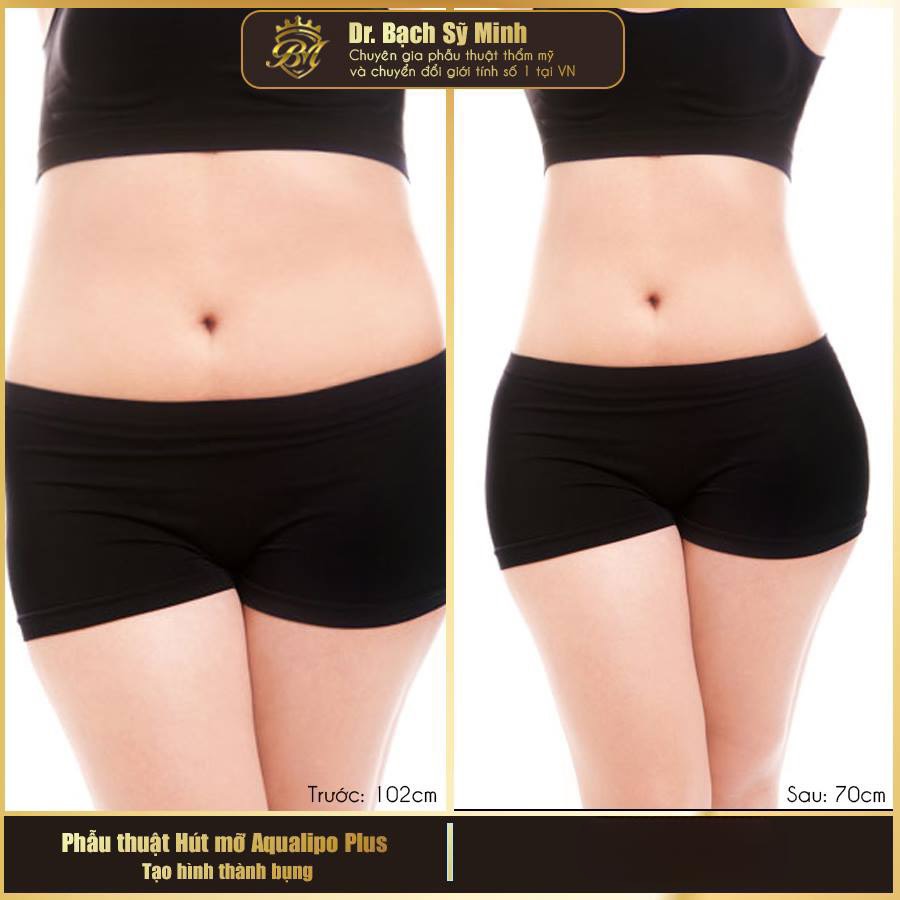 BM
Dr. Bạch Sỹ Minh
Chuyên gia phẫu thuật thẩm mỹ
và chuyển đổi giới tính số 1 tại VN
Trước: 102cm
Sau: 70cm
Phẫu thuật Hút mỡ Aqualipo Plus
Tạo hình thành bụng